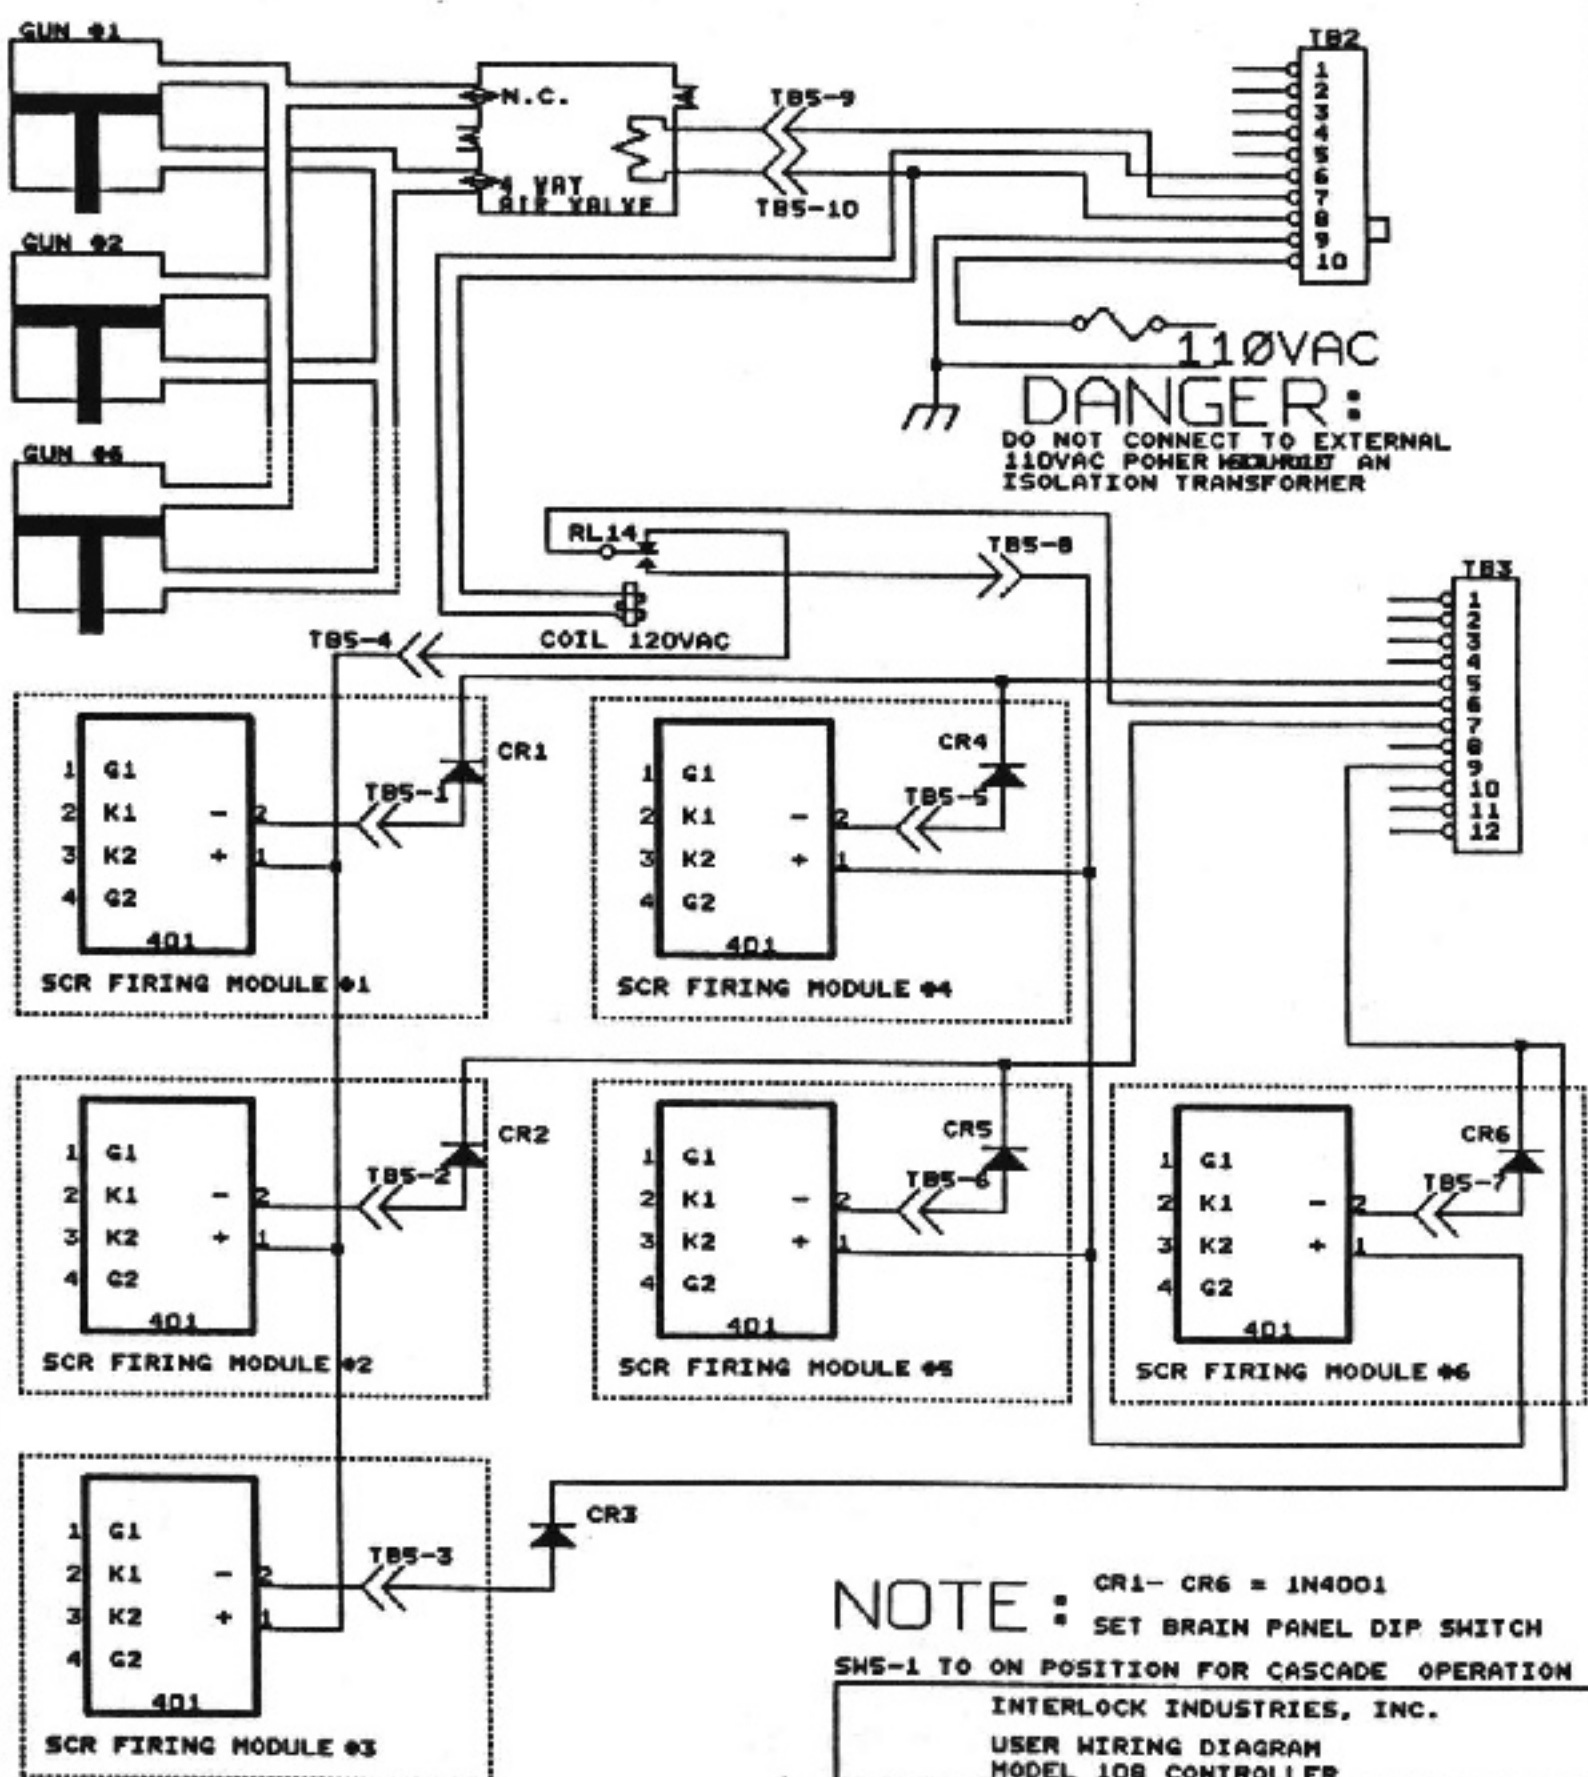 GUN #1
N.C.
4 WAY
AIR VALVE
TB5-9
TB5-10
TB2
1
2
3
4
5
6
7
8
9
10
GUN #2
110VAC
DANGER:
DO NOT CONNECT TO EXTERNAL
110VAC POWER AN
ISOLATION TRANSFORMER
GUN #6
RL14
TB5-8
COIL 120VAC
TB5-4
TB3
1
2
3
4
5
6
7
8
9
10
11
12
1 G1
2 K1 - 2
3 K2 + 1
4 G2
401
TB5-1
CR1
SCR FIRING MODULE #1
1 G1
2 K1 - 2
3 K2 + 1
4 G2
401
TB5-5
CR4
SCR FIRING MODULE #4
1 G1
2 K1 - 2
3 K2 + 1
4 G2
401
TB5-2
CR2
SCR FIRING MODULE #2
1 G1
2 K1 - 2
3 K2 + 1
4 G2
401
TB5-6
CR5
SCR FIRING MODULE #5
1 G1
2 K1 - 2
3 K2 + 1
4 G2
401
TB5-7
CR6
SCR FIRING MODULE #6
1 G1
2 K1 - 2
3 K2 + 1
4 G2
401
TB5-3
CR3
SCR FIRING MODULE #3
NOTE: CR1- CR6 = 1N4001
SET BRAIN PANEL DIP SWITCH
SW5-1 TO ON POSITION FOR CASCADE OPERATION
INTERLOCK INDUSTRIES, INC.
USER WIRING DIAGRAM
MODEL 108 CONTROLLER